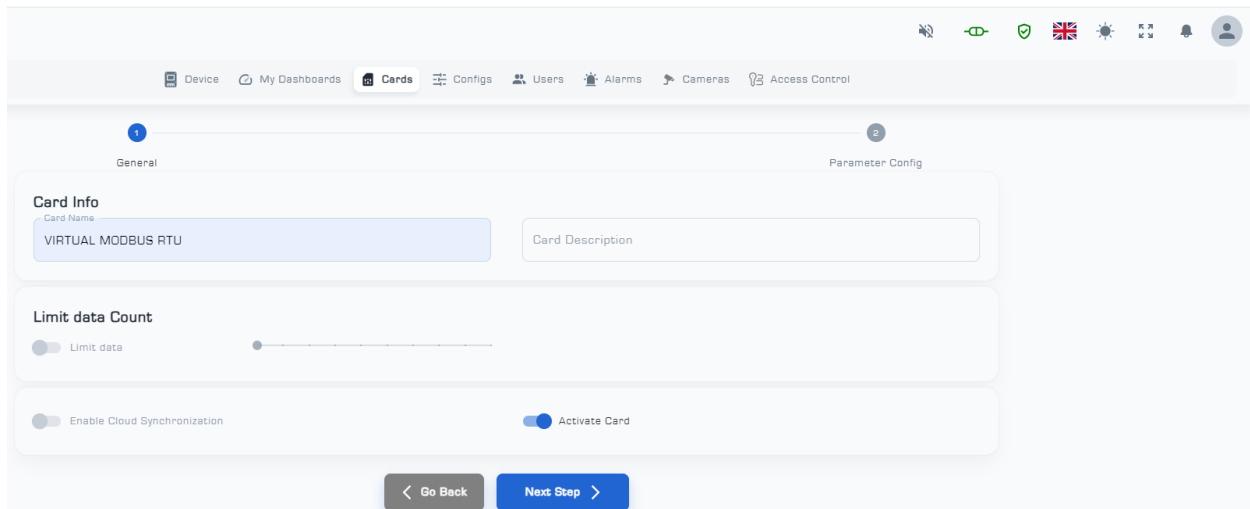 Device My Dashboards Cards Configs Users Alarms Cameras Access Control
1 2
General Parameter Config
Card Info
Card Name
VIRTUAL MODBUS RTU Card Description
Limit data Count
Limit data
Enable Cloud Synchronization Activate Card
Go Back Next Step